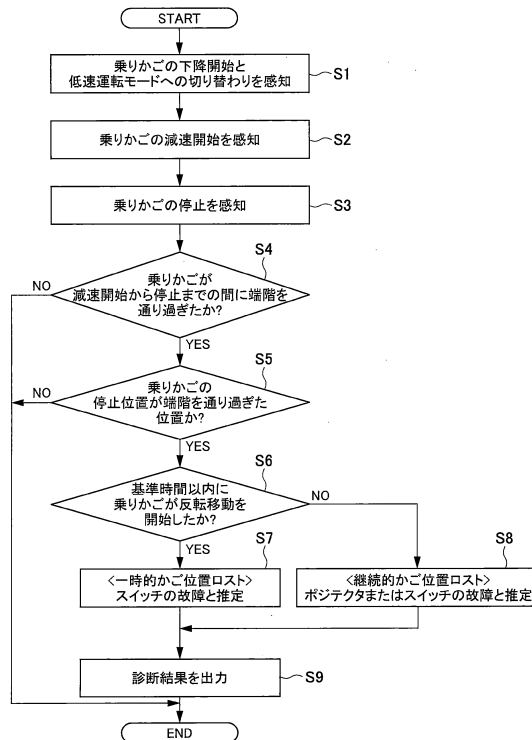 START
乗りかごの下降開始と
低速運転モードへの切り替わりを感知
S1
乗りかごの減速開始を感知
S2
乗りかごの停止を感知
S3
S4
乗りかごが
減速開始から停止までの間に端階を
通り過ぎたか?
NO
YES
S5
乗りかごの
停止位置が端階を通り過ぎた
位置か?
NO
YES
S6
基準時間以内に
乗りかごが反転移動を
開始したか?
NO
YES
S7
<一時的かご位置ロスト>
スイッチの故障と推定
S8
<継続的かご位置ロスト>
ポジテクタまたはスイッチの故障と推定
診断結果を出力
S9
END